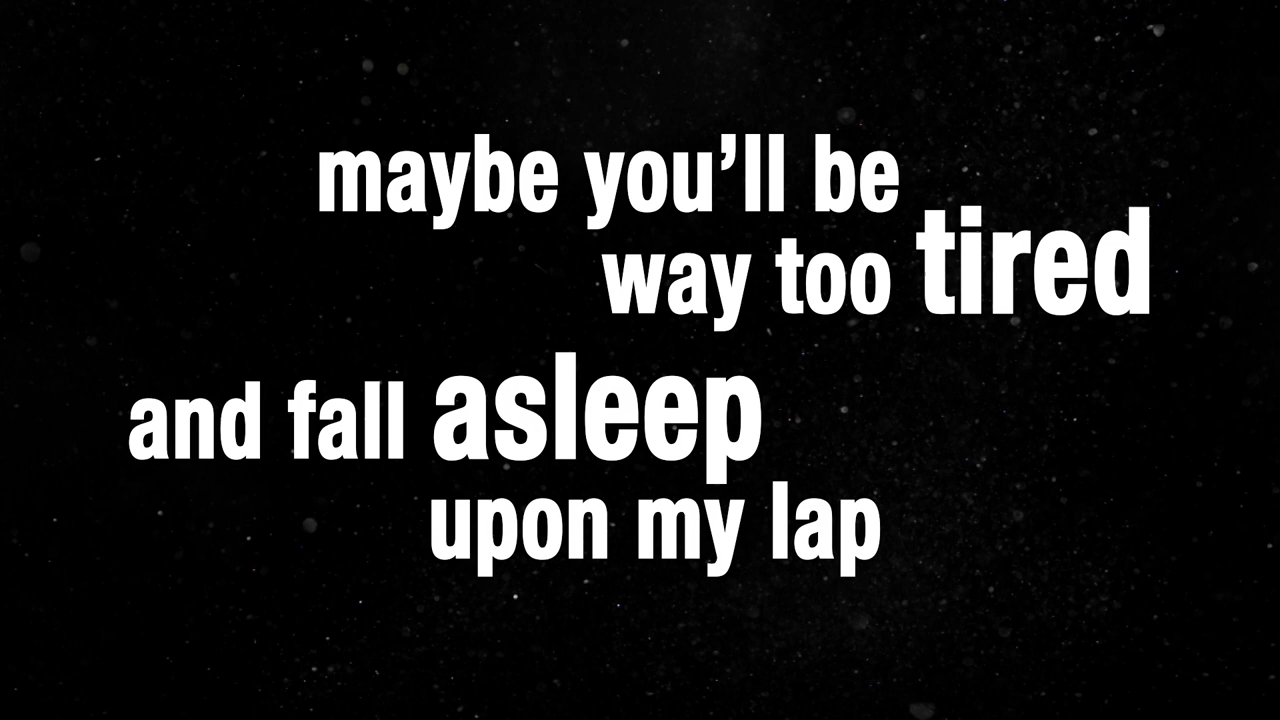 maybe you’ll be
way too tired
and fall asleep
upon my lap